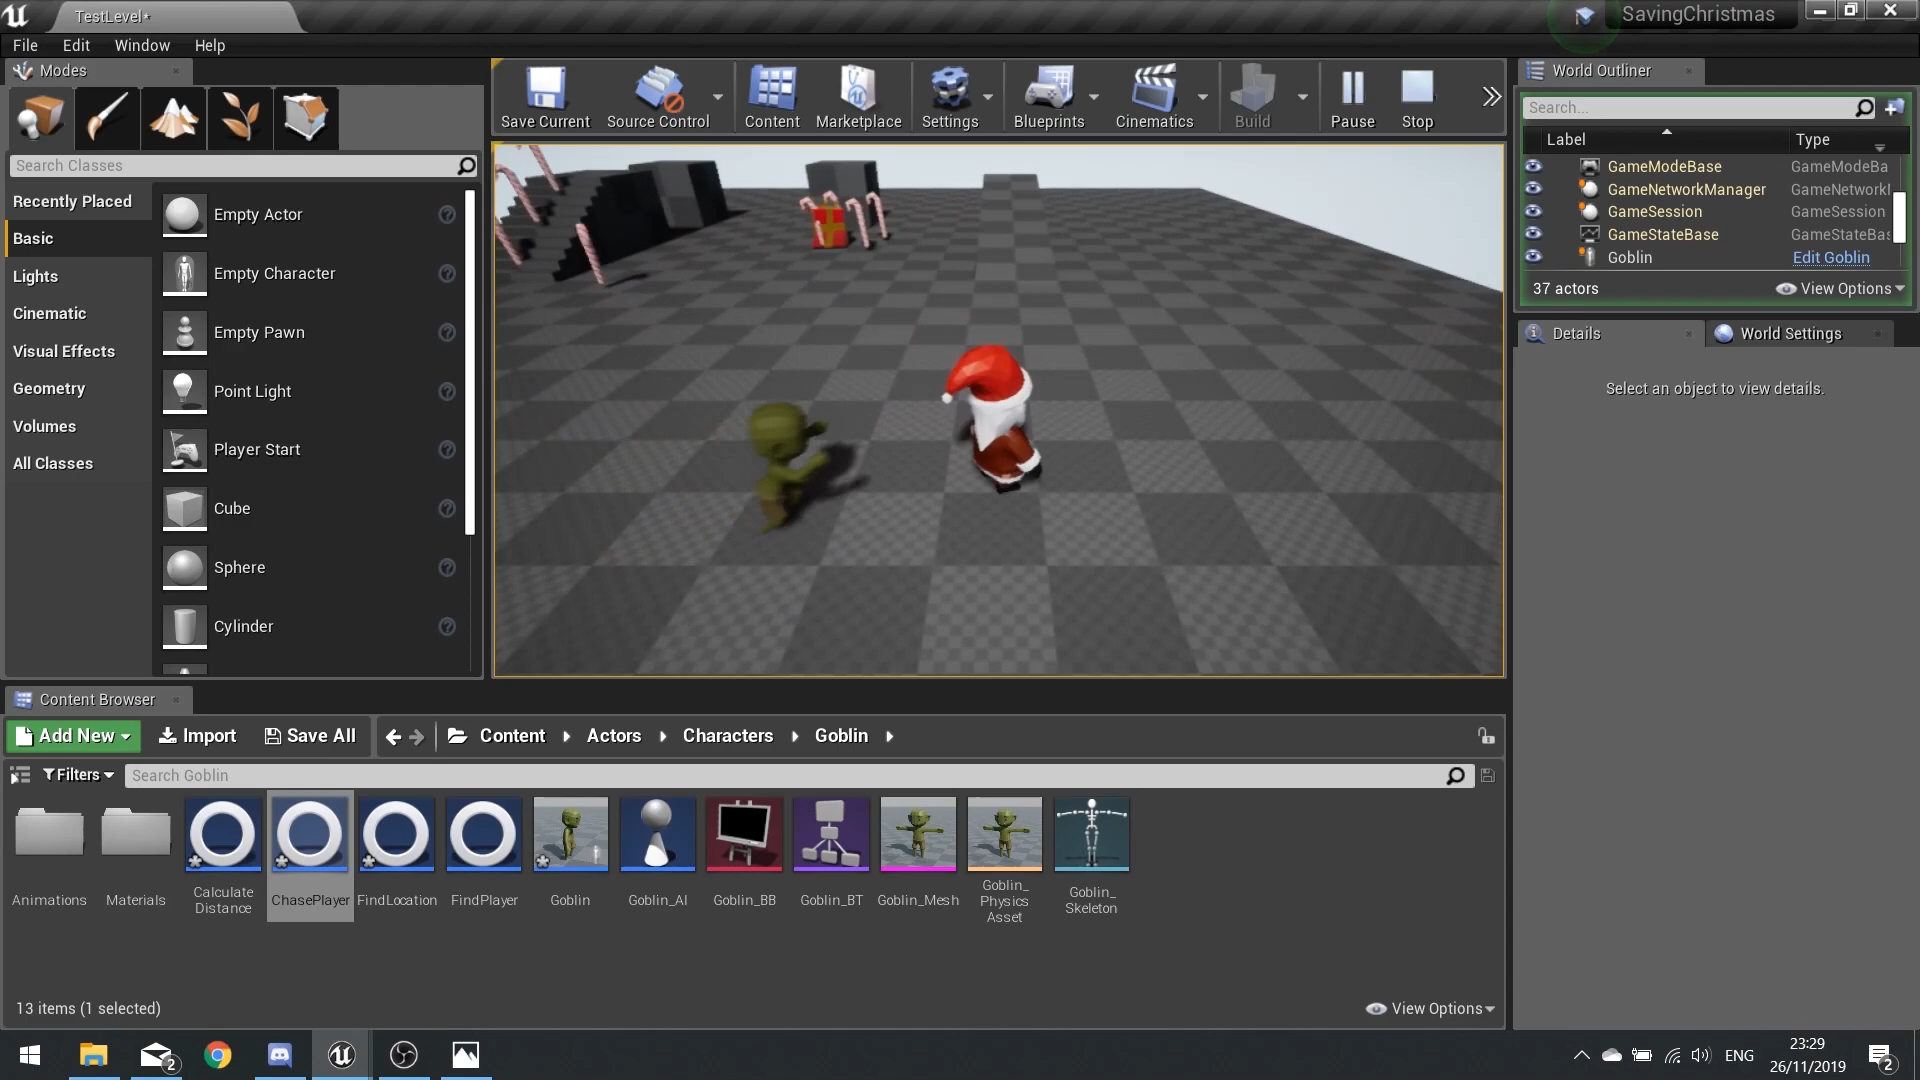 TestLevel*
SavingChristmas
File Edit Window Help
Modes
Search Classes
Recently Placed
Basic
Lights
Cinematic
Visual Effects
Geometry
Volumes
All Classes
Empty Actor
Empty Character
Empty Pawn
Point Light
Player Start
Cube
Sphere
Cylinder
Save Current Source Control Content Marketplace Settings Blueprints Cinematics Build Pause Stop
World Outliner
Search...
Label Type
GameModeBase GameModeBa
GameNetworkManager GameNetworkI
GameSession GameSession
GameStateBase GameStateBas
Goblin Edit Goblin
37 actors View Options
Details World Settings
Select an object to view details.
Content Browser
Add New Import Save All Content Actors Characters Goblin
Filters Search Goblin
Animations
Materials
Calculate
Distance
ChasePlayer
FindLocation
FindPlayer
Goblin
Goblin_AI
Goblin_BB
Goblin_BT
Goblin_Mesh
Goblin_
Physics
Asset
Goblin_
Skeleton
13 items (1 selected) View Options
2
ENG
23:29
26/11/2019
2